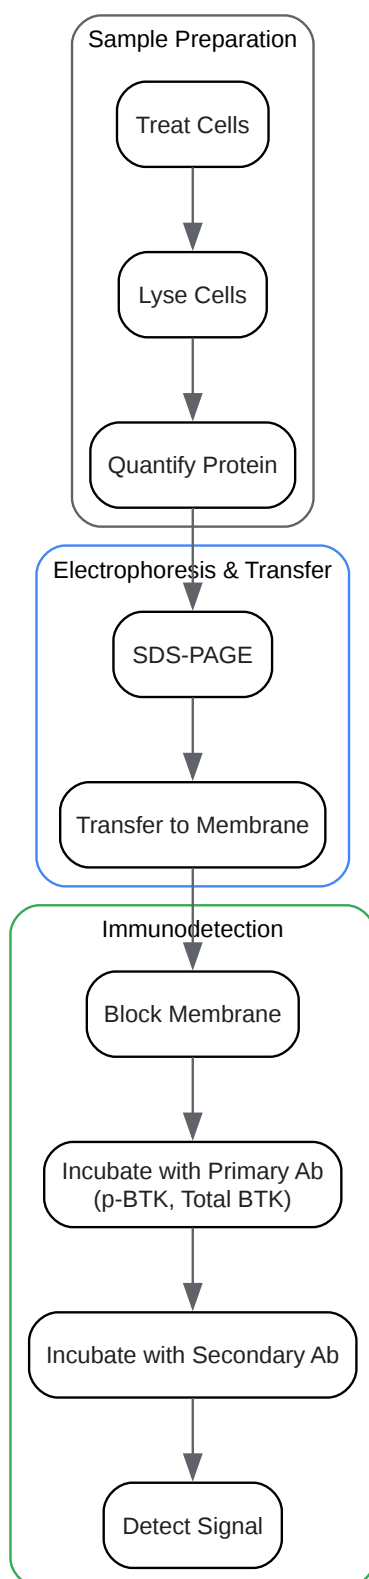 Sample Preparation
Treat Cells
Lyse Cells
Quantify Protein
Electrophoresis & Transfer
SDS-PAGE
Transfer to Membrane
Immunodetection
Block Membrane
Incubate with Primary Ab
(p-BTK, Total BTK)
Incubate with Secondary Ab
Detect Signal